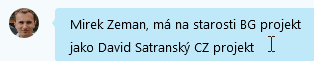 Mirek Zeman, má na starosti BG projekt
jako David Satranský CZ projekt